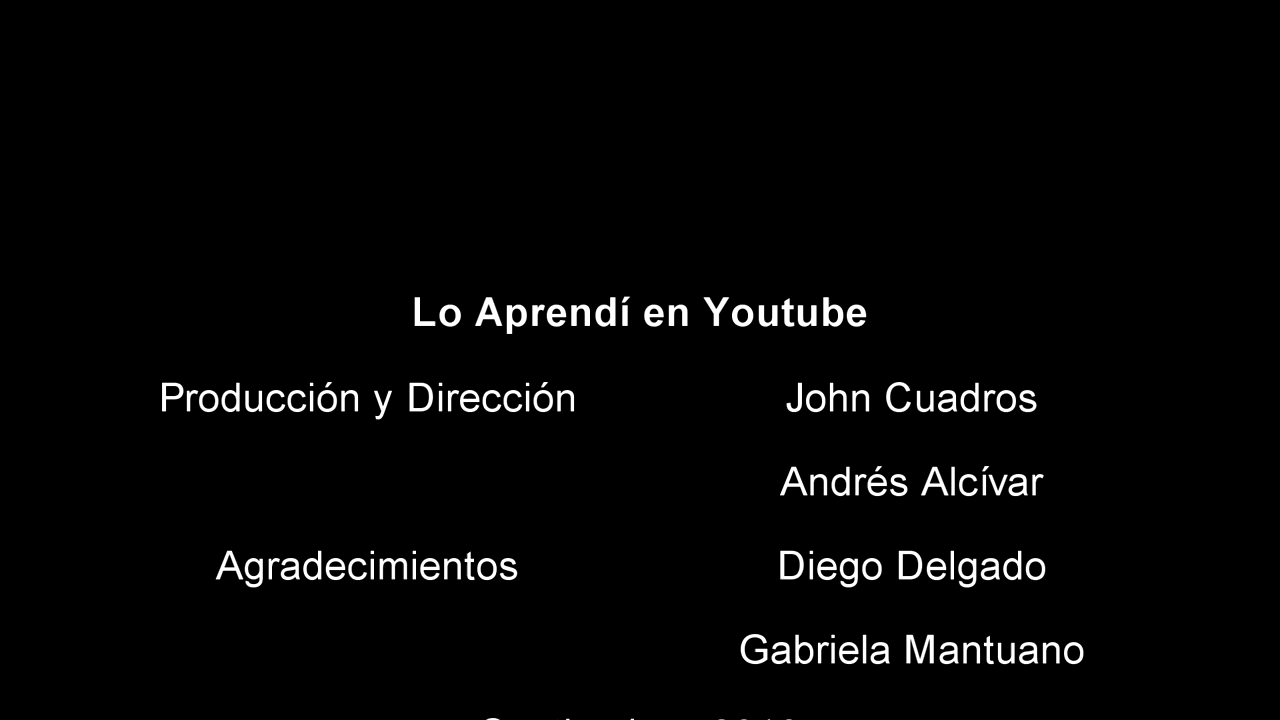 Lo Aprendí en Youtube
Producción y Dirección John Cuadros
Andrés Alcívar
Agradecimientos Diego Delgado
Gabriela Mantuano